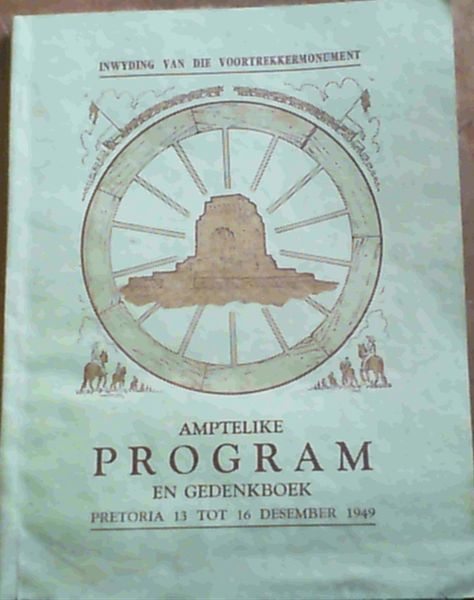 INWYDING VAN DIE VOORTREKKERMONUMENT
AMPTELIKE
PROGRAM
EN GEDENKBOEK
PRETORIA 13 TOT 16 DESEMBER 1949